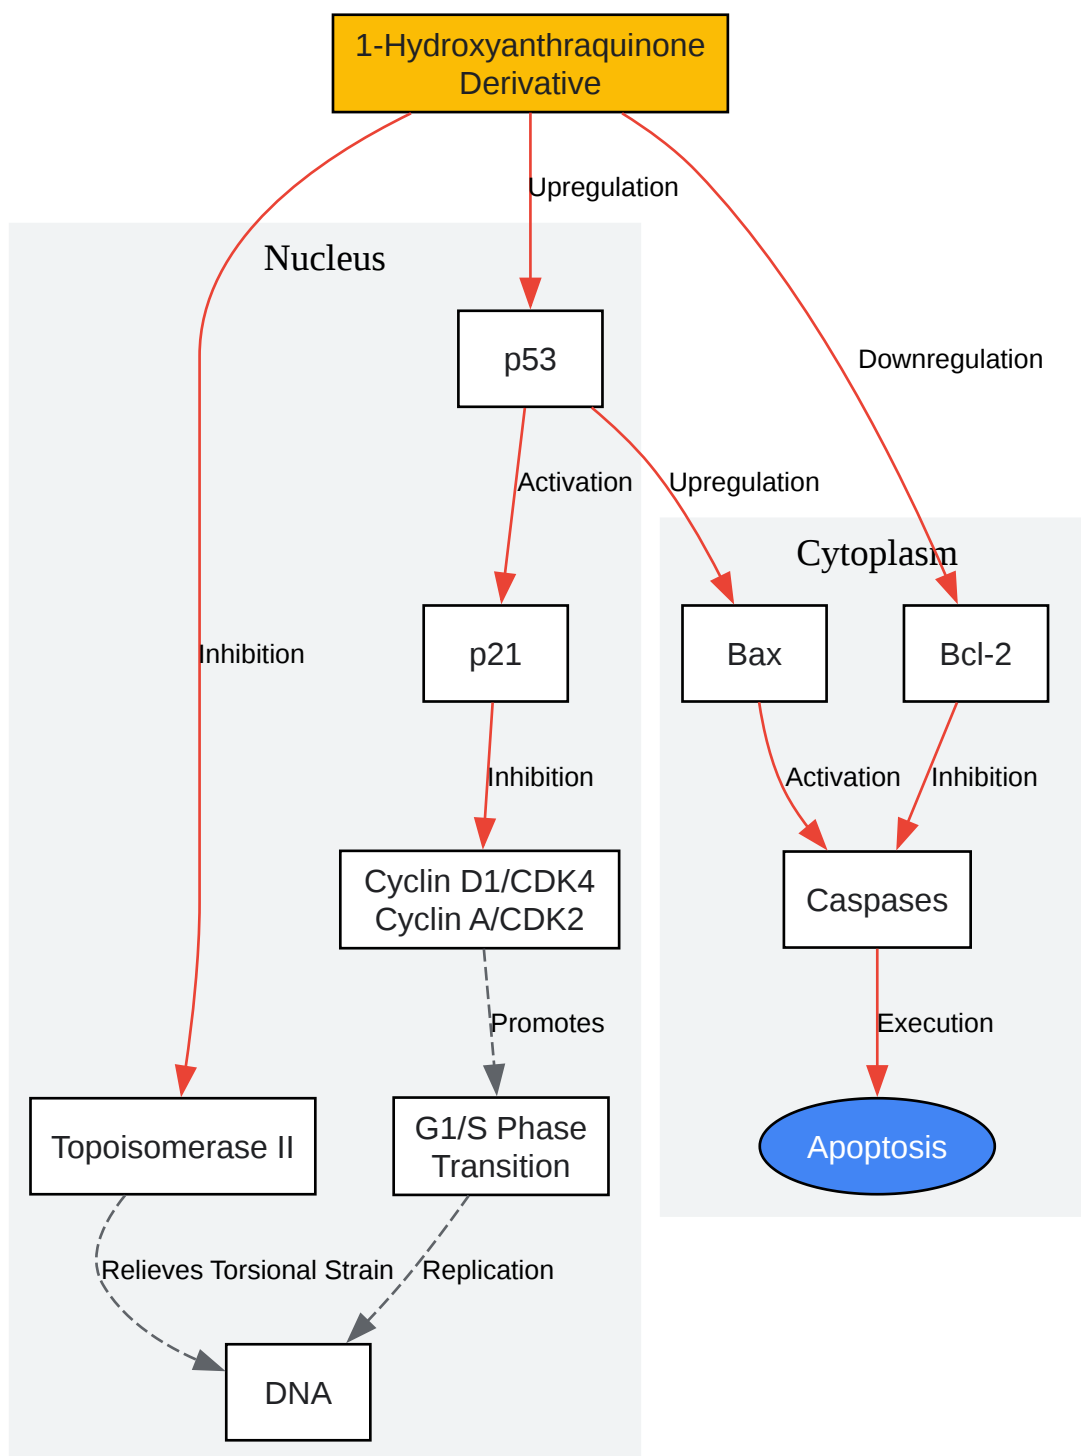 1-Hydroxyanthraquinone
Derivative
Upregulation
Nucleus
p53
Downregulation
Activation
Upregulation
Cytoplasm
Inhibition
p21
Bax
Bcl-2
Inhibition
Activation
Inhibition
Cyclin D1/CDK4
Cyclin A/CDK2
Caspases
Promotes
Execution
Topoisomerase II
G1/S Phase
Transition
Apoptosis
Relieves Torsional Strain
Replication
DNA